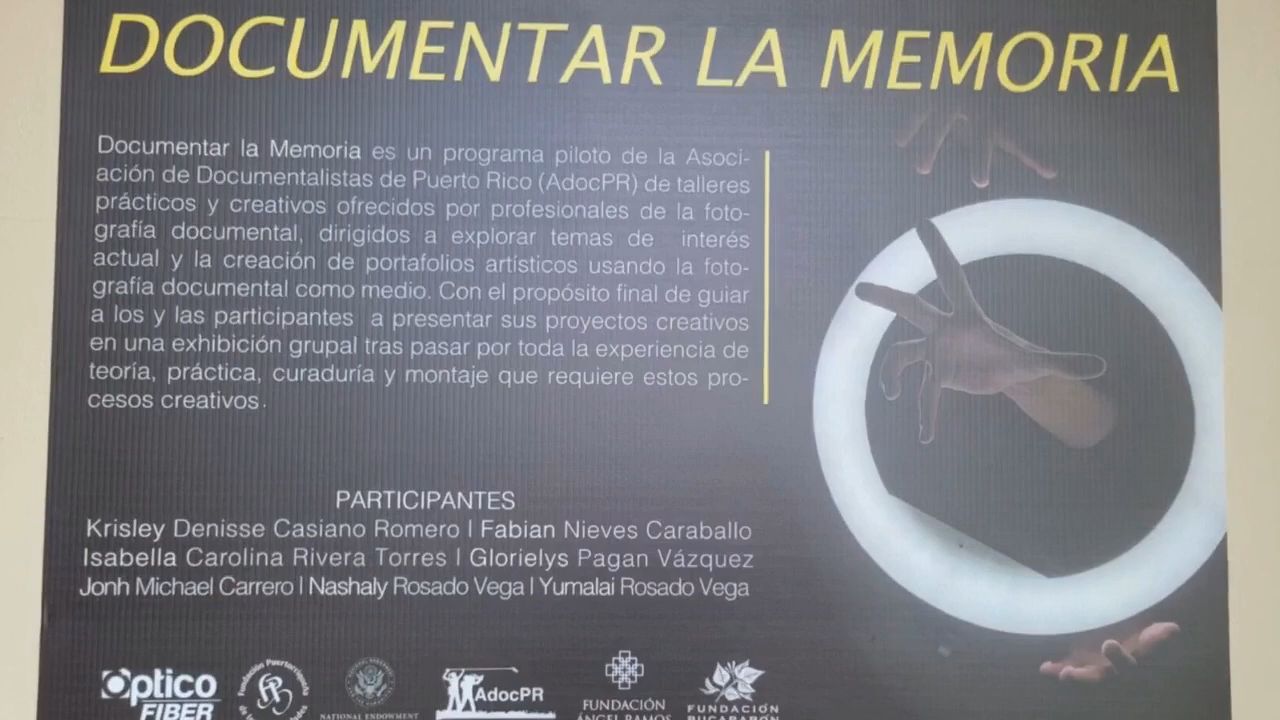 DOCUMENTAR LA MEMORIA
Documentar la Memoria es un programa piloto de la Asoci-
ación de Documentalistas de Puerto Rico (AdocPR) de talleres
prácticos y creativos ofrecidos por profesionales de la foto-
grafía documental, dirigidos a explorar temas de interés
actual y la creación de portafolios artísticos usando la foto-
grafía documental como medio. Con el propósito final de guiar
a los y las participantes a presentar sus proyectos creativos
en una exhibición grupal tras pasar por toda la experiencia de
teoría, práctica, curaduría y montaje que requiere estos pro-
cesos creativos.
PARTICIPANTES
Krisley Denisse Casiano Romero | Fabian Nieves Caraballo
Isabella Carolina Rivera Torres | Glorielys Pagan Vázquez
Jonh Michael Carrero | Nashaly Rosado Vega | Yumalai Rosado Vega
Optico
FIBER
Fundación Puertorriqueña
NATIONAL ENDOWMENT
AdocPR
FUNDACIÓN
ÁNGEL RAMOS
FUNDACIÓN